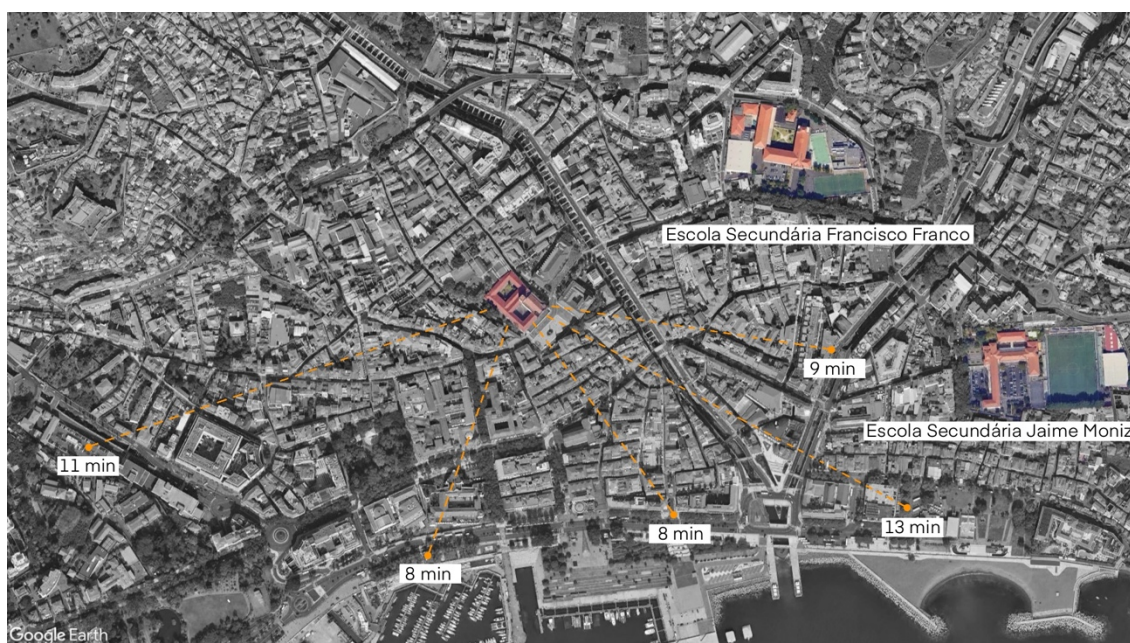 Escola Secundária Francisco Franco
9 min
Escola Secundária Jaime Moniz
11 min
13 min
8 min
8 min
Google Earth